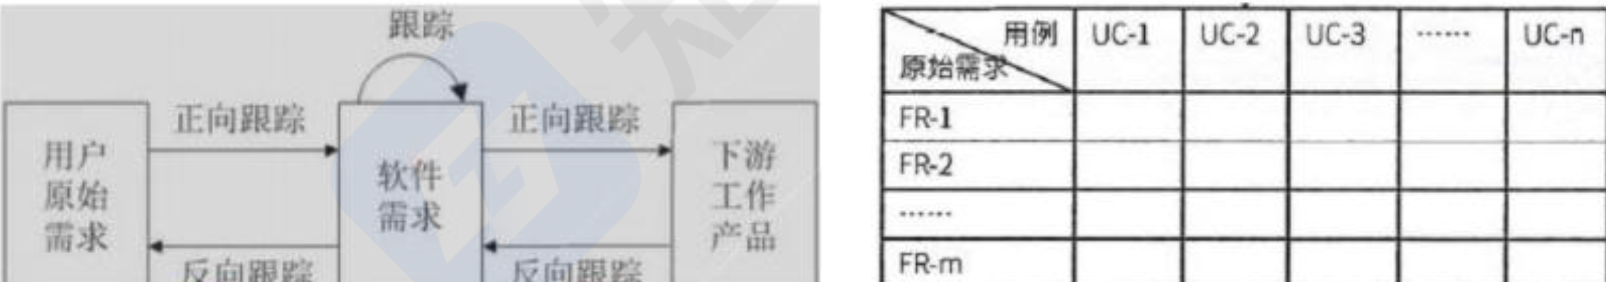 跟踪
正向跟踪
正向跟踪
用户
原始
需求
软件
需求
下游
工作
产品
反向跟踪
反向跟踪
用例
原始需求
UC-1
UC-2
UC-3
······
UC-n
FR-1
FR-2
······
FR-m